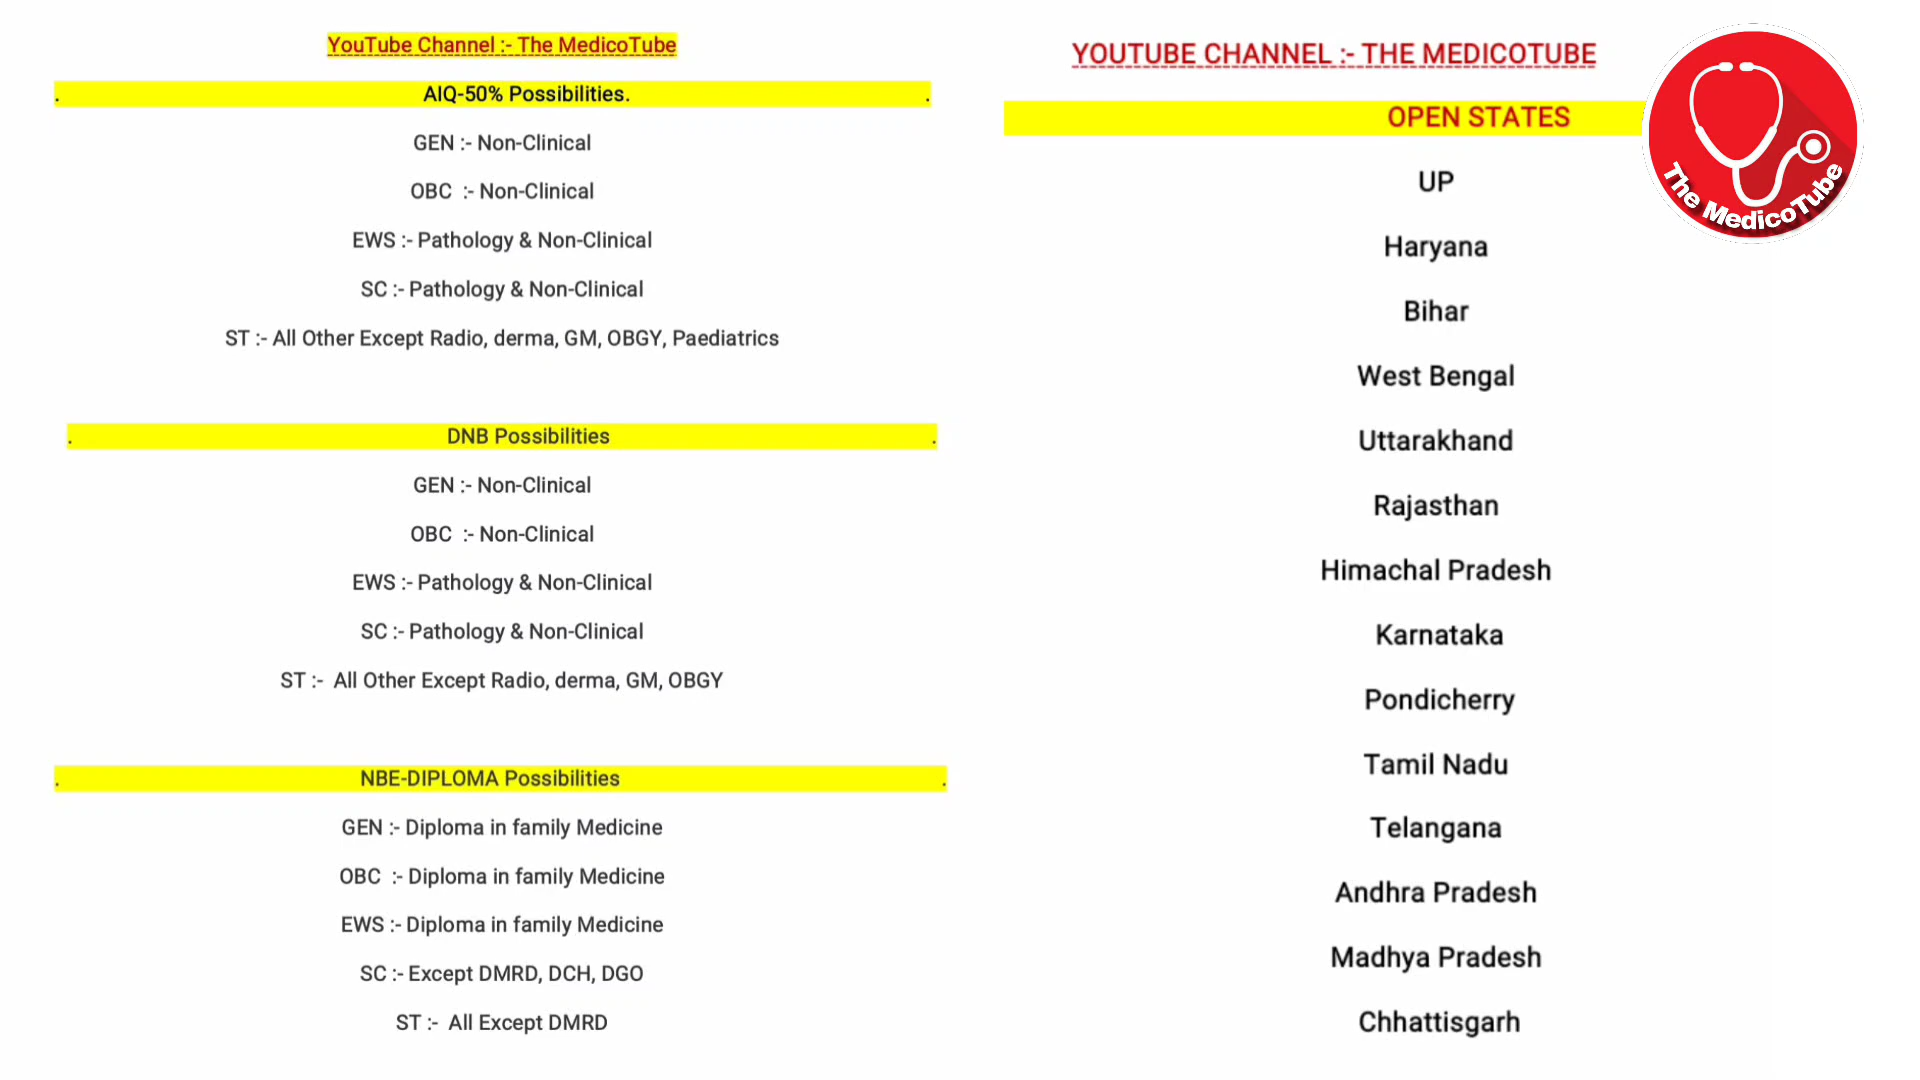 YouTube Channel :- The MedicoTube
. AIQ-50% Possibilities. .
GEN :- Non-Clinical
OBC :- Non-Clinical
EWS :- Pathology & Non-Clinical
SC :- Pathology & Non-Clinical
ST :- All Other Except Radio, derma, GM, OBGY, Paediatrics
. DNB Possibilities .
GEN :- Non-Clinical
OBC :- Non-Clinical
EWS :- Pathology & Non-Clinical
SC :- Pathology & Non-Clinical
ST :- All Other Except Radio, derma, GM, OBGY
. NBE-DIPLOMA Possibilities .
GEN :- Diploma in family Medicine
OBC :- Diploma in family Medicine
EWS :- Diploma in family Medicine
SC :- Except DMRD, DCH, DGO
ST :- All Except DMRD
YOUTUBE CHANNEL :- THE MEDICOTUBE
OPEN STATES
UP
Haryana
Bihar
West Bengal
Uttarakhand
Rajasthan
Himachal Pradesh
Karnataka
Pondicherry
Tamil Nadu
Telangana
Andhra Pradesh
Madhya Pradesh
Chhattisgarh
The MedicoTube